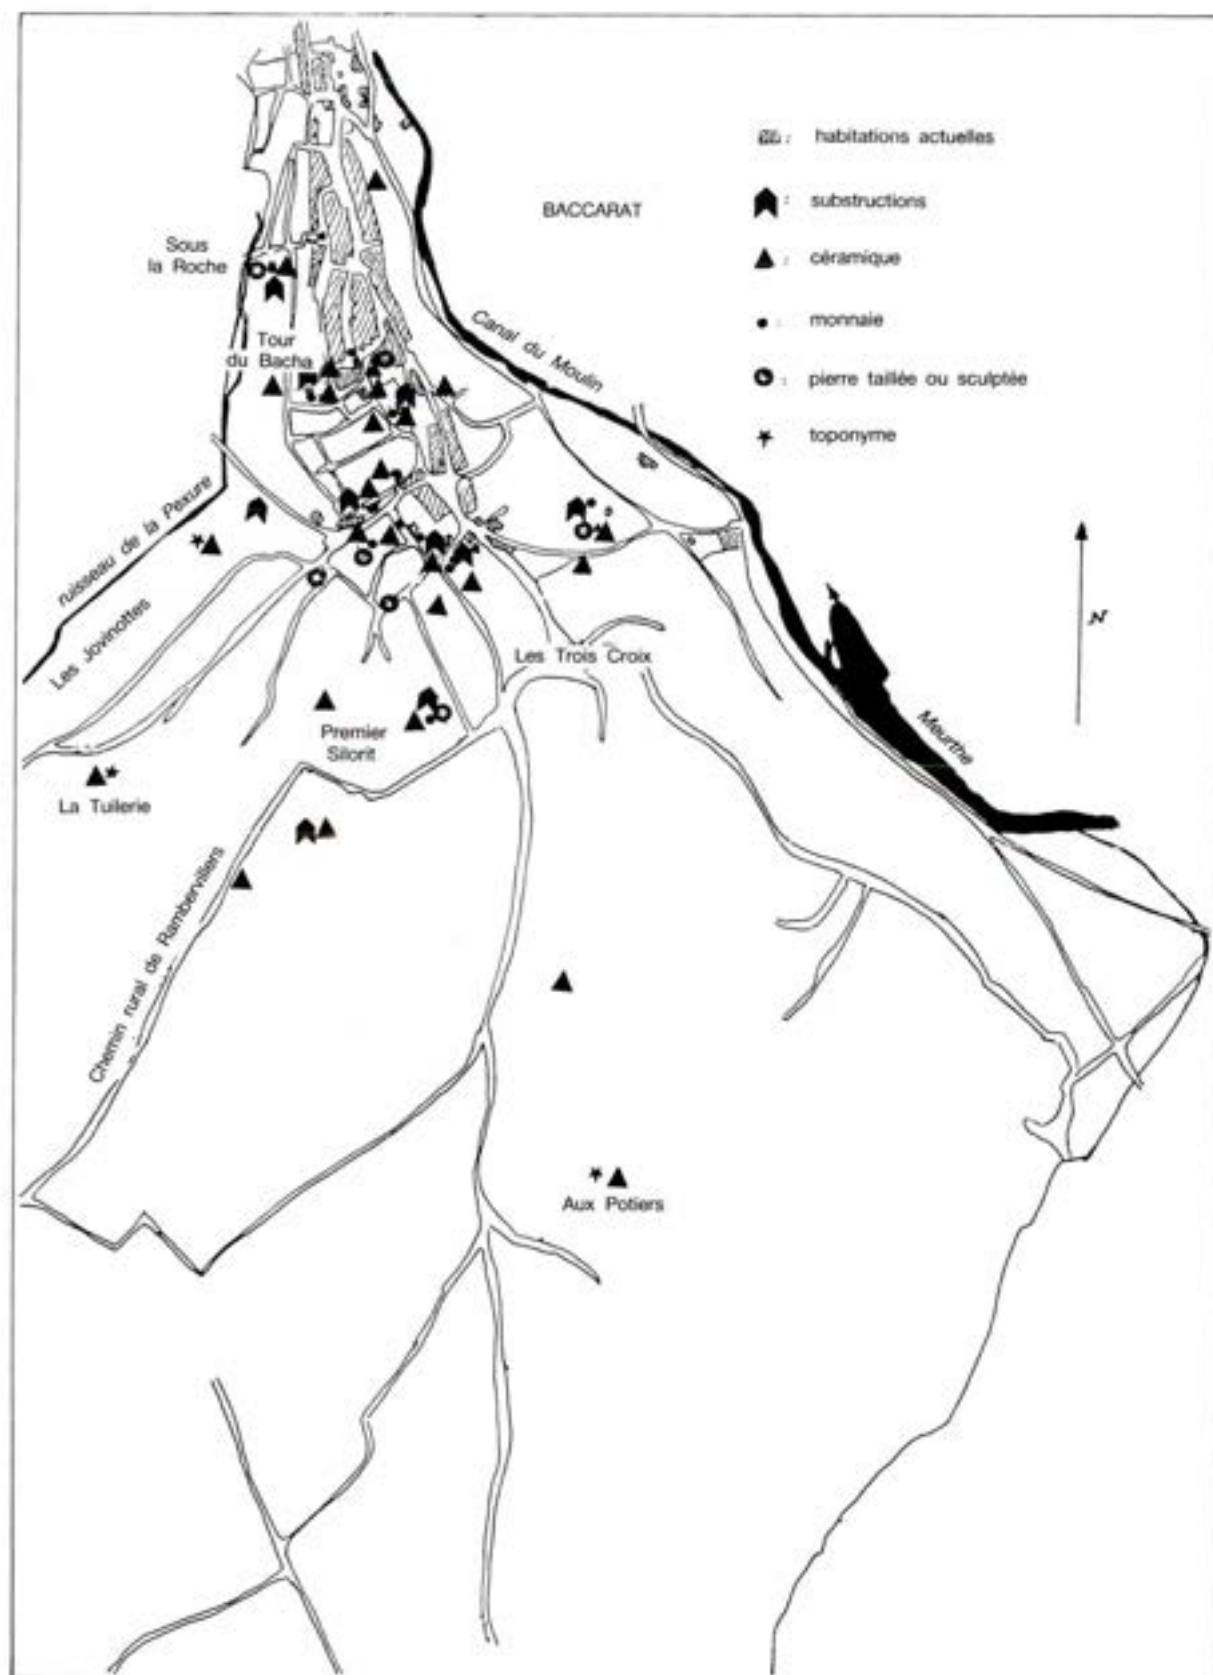 habitations actuelles
substructions
BACCARAT
céramique
Sous
la Roche
monnaie
Canal du Moulin
Tour
du Bacha
pierre taillée ou sculptée
toponyme
ruisseau de la Pexure
N
Les Jovinottes
Les Trois Croix
Meurthe
Premier
Silorit
La Tuilerie
Chemin rural de Rambervillers
Aux Potiers